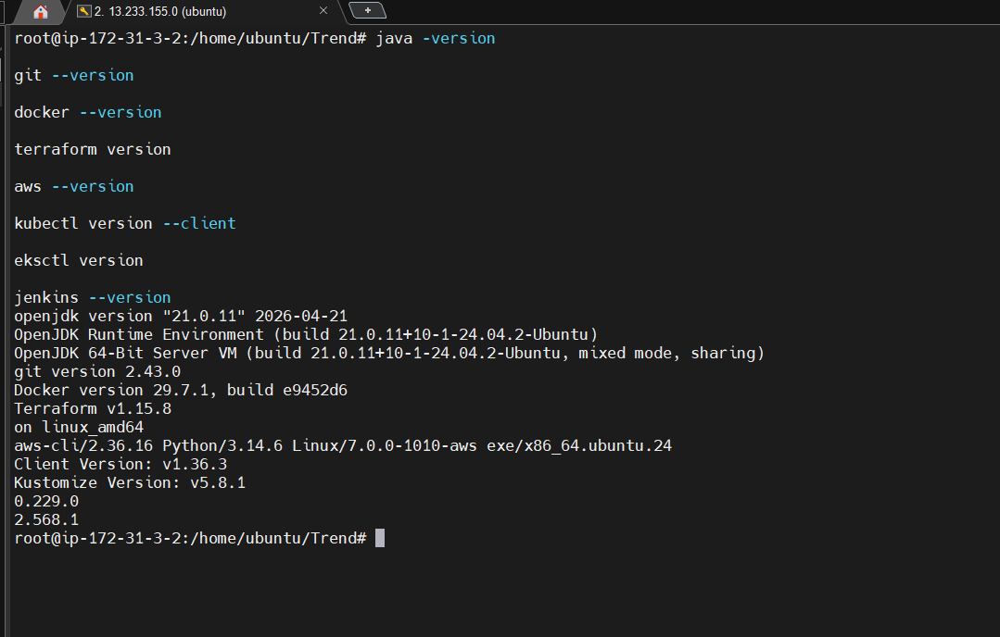 2. 13.233.155.0 (ubuntu)
root@ip-172-31-3-2:/home/ubuntu/Trend# java -version
git --version
docker --version
terraform version
aws --version
kubectl version --client
eksctl version
jenkins --version
openjdk version "21.0.11" 2026-04-21
OpenJDK Runtime Environment (build 21.0.11+10-1-24.04.2-Ubuntu)
OpenJDK 64-Bit Server VM (build 21.0.11+10-1-24.04.2-Ubuntu, mixed mode, sharing)
git version 2.43.0
Docker version 29.7.1, build e9452d6
Terraform v1.15.8
on linux_amd64
aws-cli/2.36.16 Python/3.14.6 Linux/7.0.0-1010-aws exe/x86_64.ubuntu.24
Client Version: v1.36.3
Kustomize Version: v5.8.1
0.229.0
2.568.1
root@ip-172-31-3-2:/home/ubuntu/Trend#